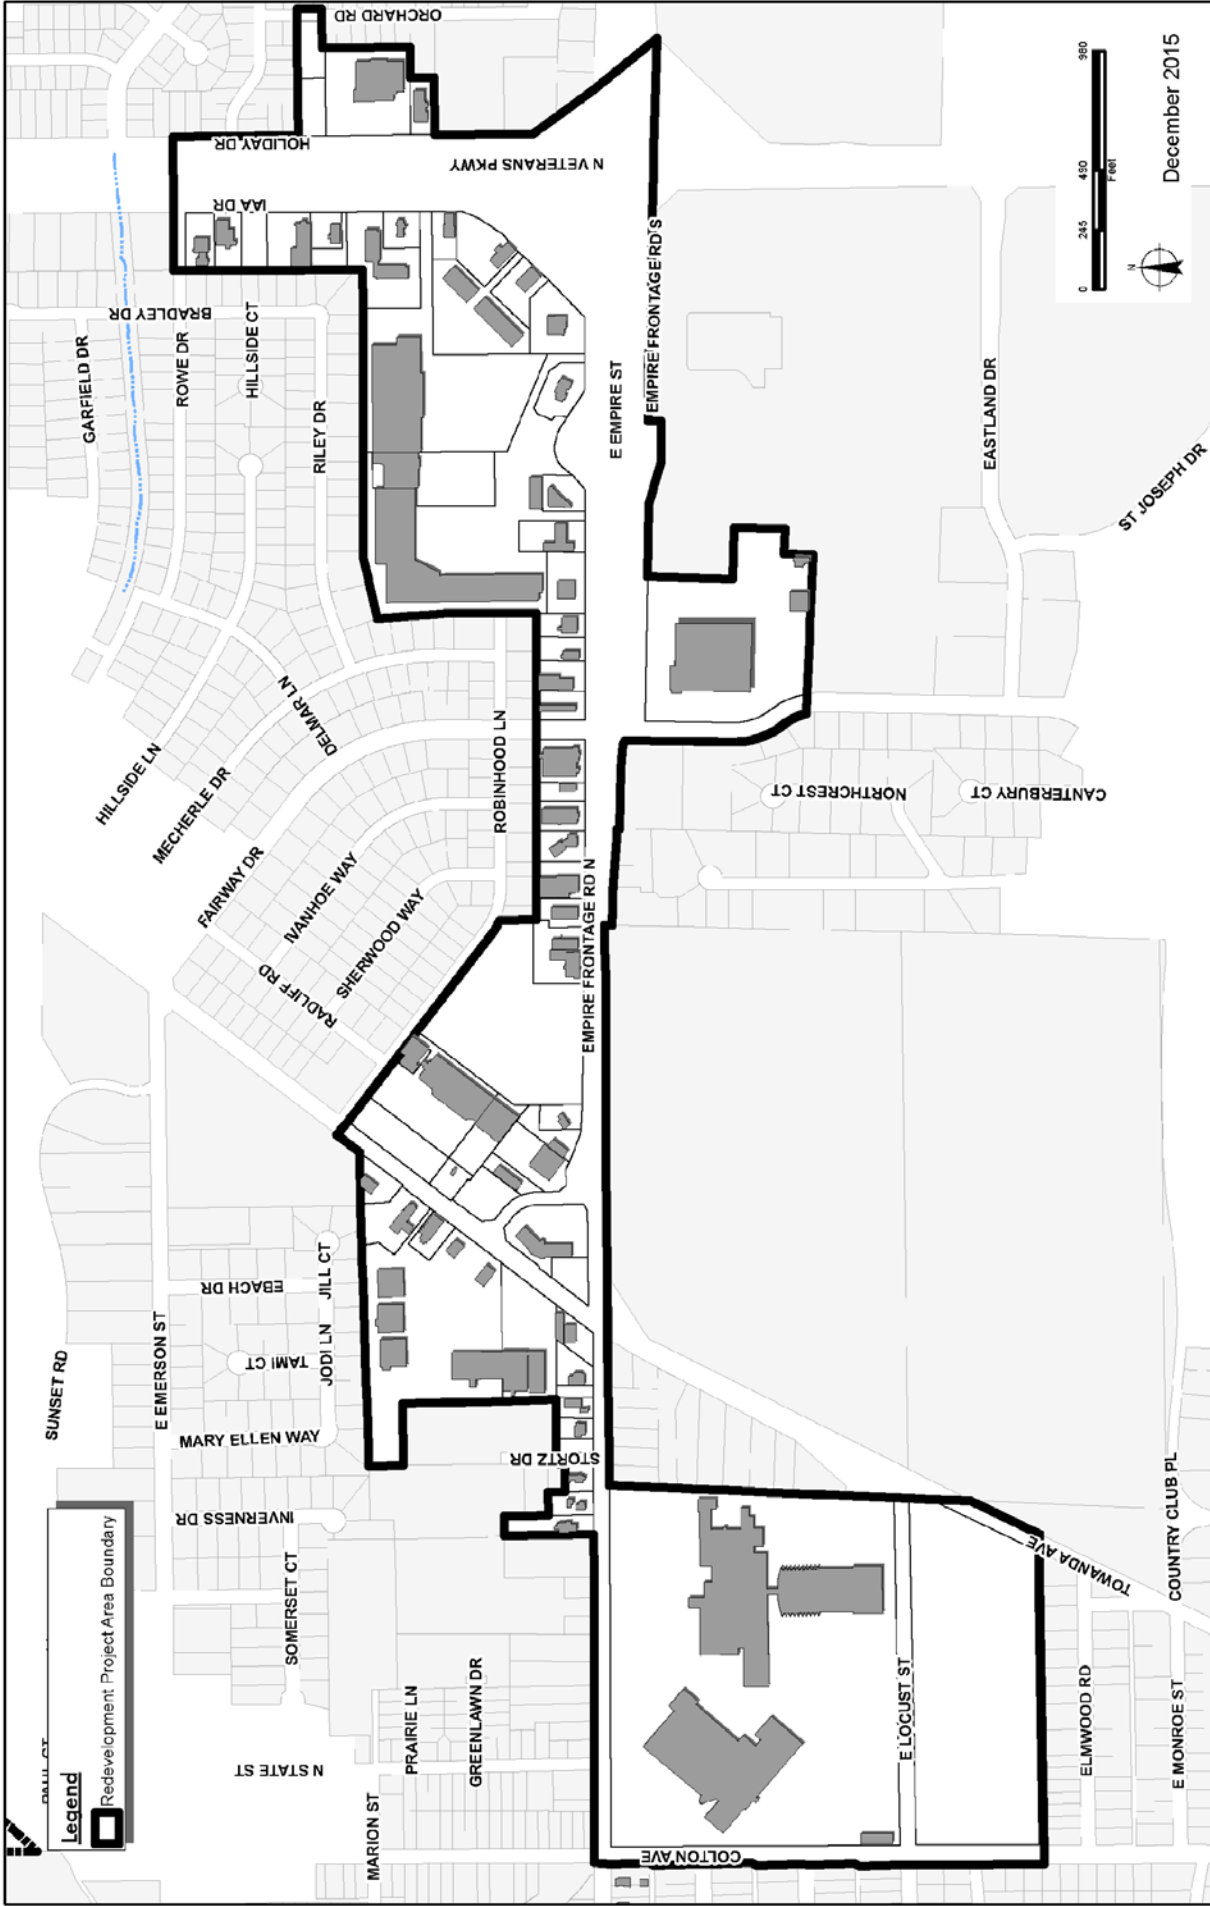 ORCHARD RD
HOLIDAY DR
N VETERANS PKWY
IAA DR
BRADLEY DR
GARFIELD DR
ROWE DR
HILLSIDE CT
RILEY DR
E EMPIRE ST
EMPIRE FRONTAGE RD S
EASTLAND DR
ST JOSEPH DR
HILLSIDE LN
DELMAR LN
MECHERLE DR
ROBINHOOD LN
FAIRWAY DR
IVANHOE WAY
SHERWOOD WAY
RADLIFF RD
EMPIRE FRONTAGE RD N
NORTHCREST CT
CANTERBURY CT
SUNSET RD
E EMERSON ST
EBACH DR
JILL CT
TAMI CT
JODI LN
MARY ELLEN WAY
STORTZ DR
INVERNESS DR
SOMERSET CT
N STATE ST
PRAIRIE LN
GREENLAWN DR
MARION ST
COLTON AVE
E LOCUST ST
TOWANDA AVE
COUNTRY CLUB PL
ELMWOOD RD
E MONROE ST
Legend
Redevelopment Project Area Boundary
0 245 490 980
Feet
N
December 2015